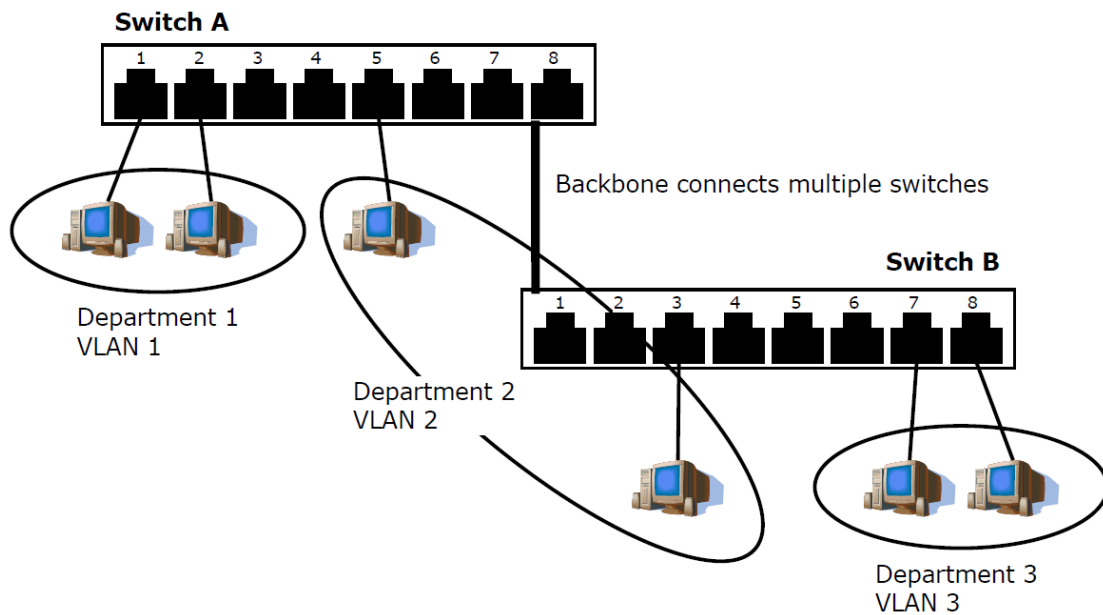 Switch A
1 2 3 4 5 6 7 8
Backbone connects multiple switches
Switch B
1 2 3 4 5 6 7 8
Department 1
VLAN 1
Department 2
VLAN 2
Department 3
VLAN 3